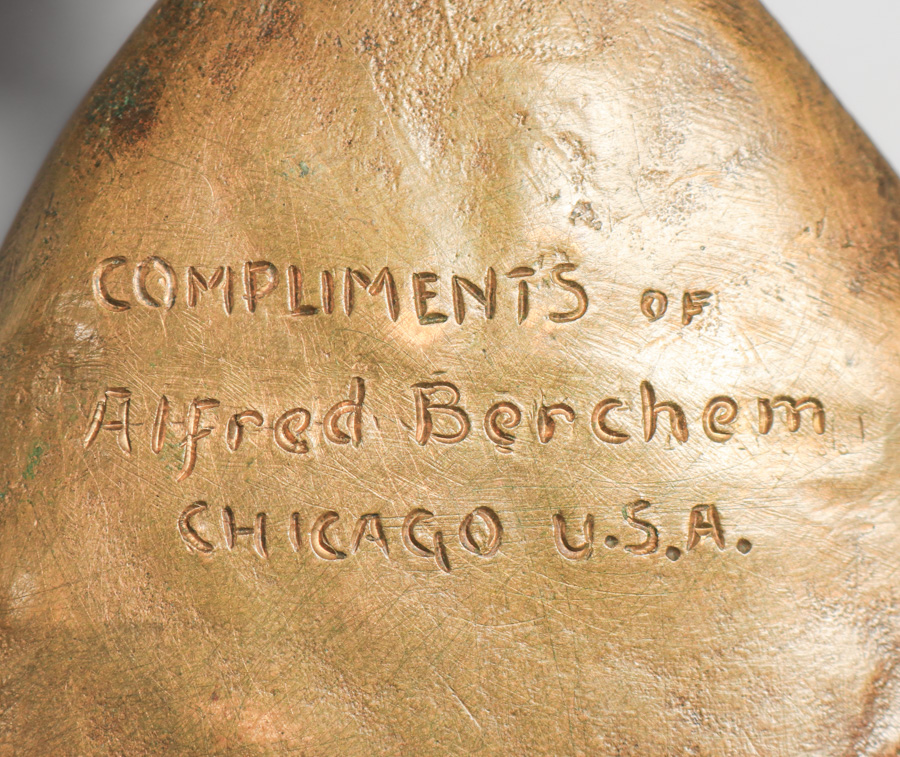 COMPLIMENTS OF
Alfred Berchem
CHICAGO U.S.A.